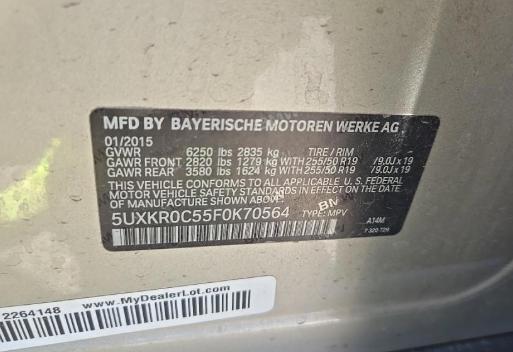 MFD BY BAYERISCHE MOTOREN WERKE AG
01/2015
GVWR 6250 lbs 2835 kg TIRE / RIM
GAWR FRONT 2820 lbs 1279 kg WITH 255/50 R19 /9.0J x 19
GAWR REAR 3580 lbs 1624 kg WITH 255/50 R19 /9.0J x 19
THIS VEHICLE CONFORMS TO ALL APPLICABLE U.S. FEDERAL
MOTOR VEHICLE SAFETY STANDARDS IN EFFECT ON
THE DATE OF MANUFACTURE SHOWN ABOVE.
5UXKR0C55F0K70564 TYPE: MPV A14M
7 320 729
www.MyDealerLot.com
2264148